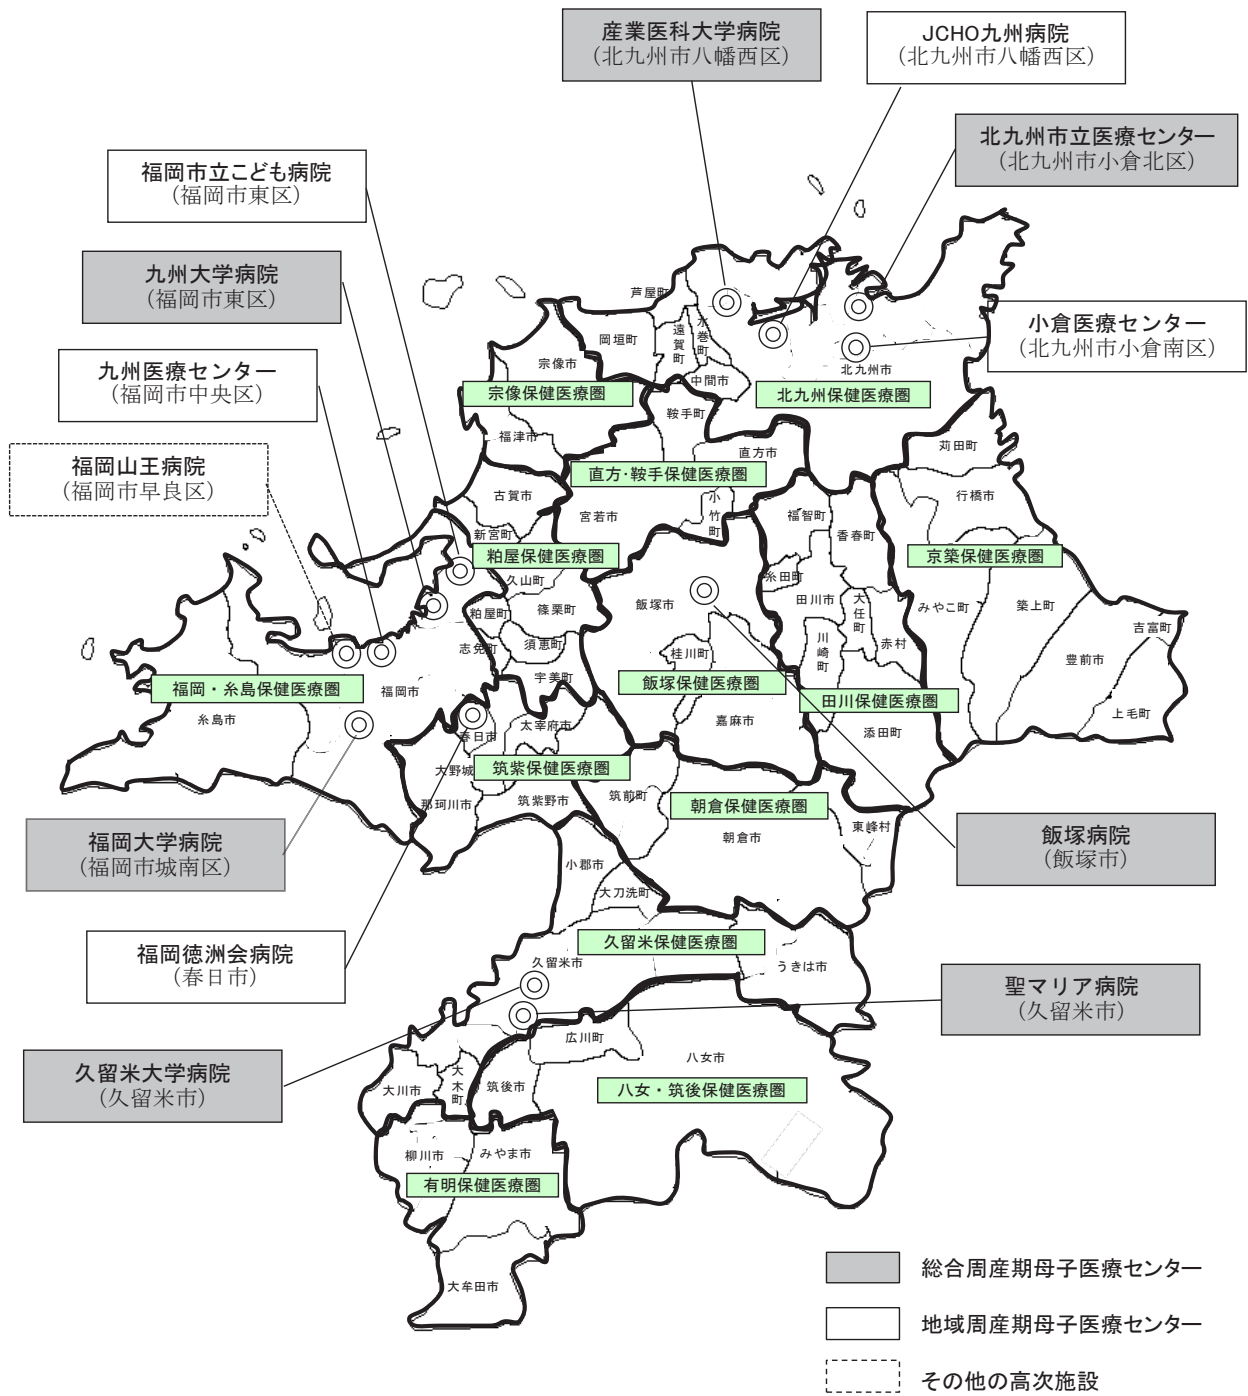 産業医科大学病院
(北九州市八幡西区)
JCHO九州病院
(北九州市八幡西区)
北九州市立医療センター
(北九州市小倉北区)
福岡市立こども病院
(福岡市東区)
九州大学病院
(福岡市東区)
小倉医療センター
(北九州市小倉南区)
九州医療センター
(福岡市中央区)
福岡山王病院
(福岡市早良区)
芦屋町
岡垣町
遠賀町
水巻町
中間市
北九州市
宗像市
宗像保健医療圏
北九州保健医療圏
鞍手町
福津市
直方市
苅田町
直方・鞍手保健医療圏
古賀市
宮若市
小竹町
福智町
香春町
行橋市
新宮町
粕屋保健医療圏
京築保健医療圏
久山町
糸田町
飯塚市
田川市
大任町
みやこ町
築上町
粕屋町
篠栗町
吉富町
志免町
須恵町
桂川町
川崎町
赤村
豊前市
宇美町
福岡・糸島保健医療圏
福岡市
飯塚保健医療圏
田川保健医療圏
糸島市
嘉麻市
添田町
上毛町
春日市
太宰府市
大野城
筑紫保健医療圏
那珂川市
筑紫野市
筑前町
朝倉保健医療圏
朝倉市
東峰村
福岡大学病院
(福岡市城南区)
飯塚病院
(飯塚市)
小郡市
大刀洗町
福岡徳洲会病院
(春日市)
久留米保健医療圏
久留米市
うきは市
聖マリア病院
(久留米市)
広川町
八女市
久留米大学病院
(久留米市)
大川市
大木町
筑後市
八女・筑後保健医療圏
柳川市
みやま市
有明保健医療圏
大牟田市
総合周産期母子医療センター
地域周産期母子医療センター
その他の高次施設